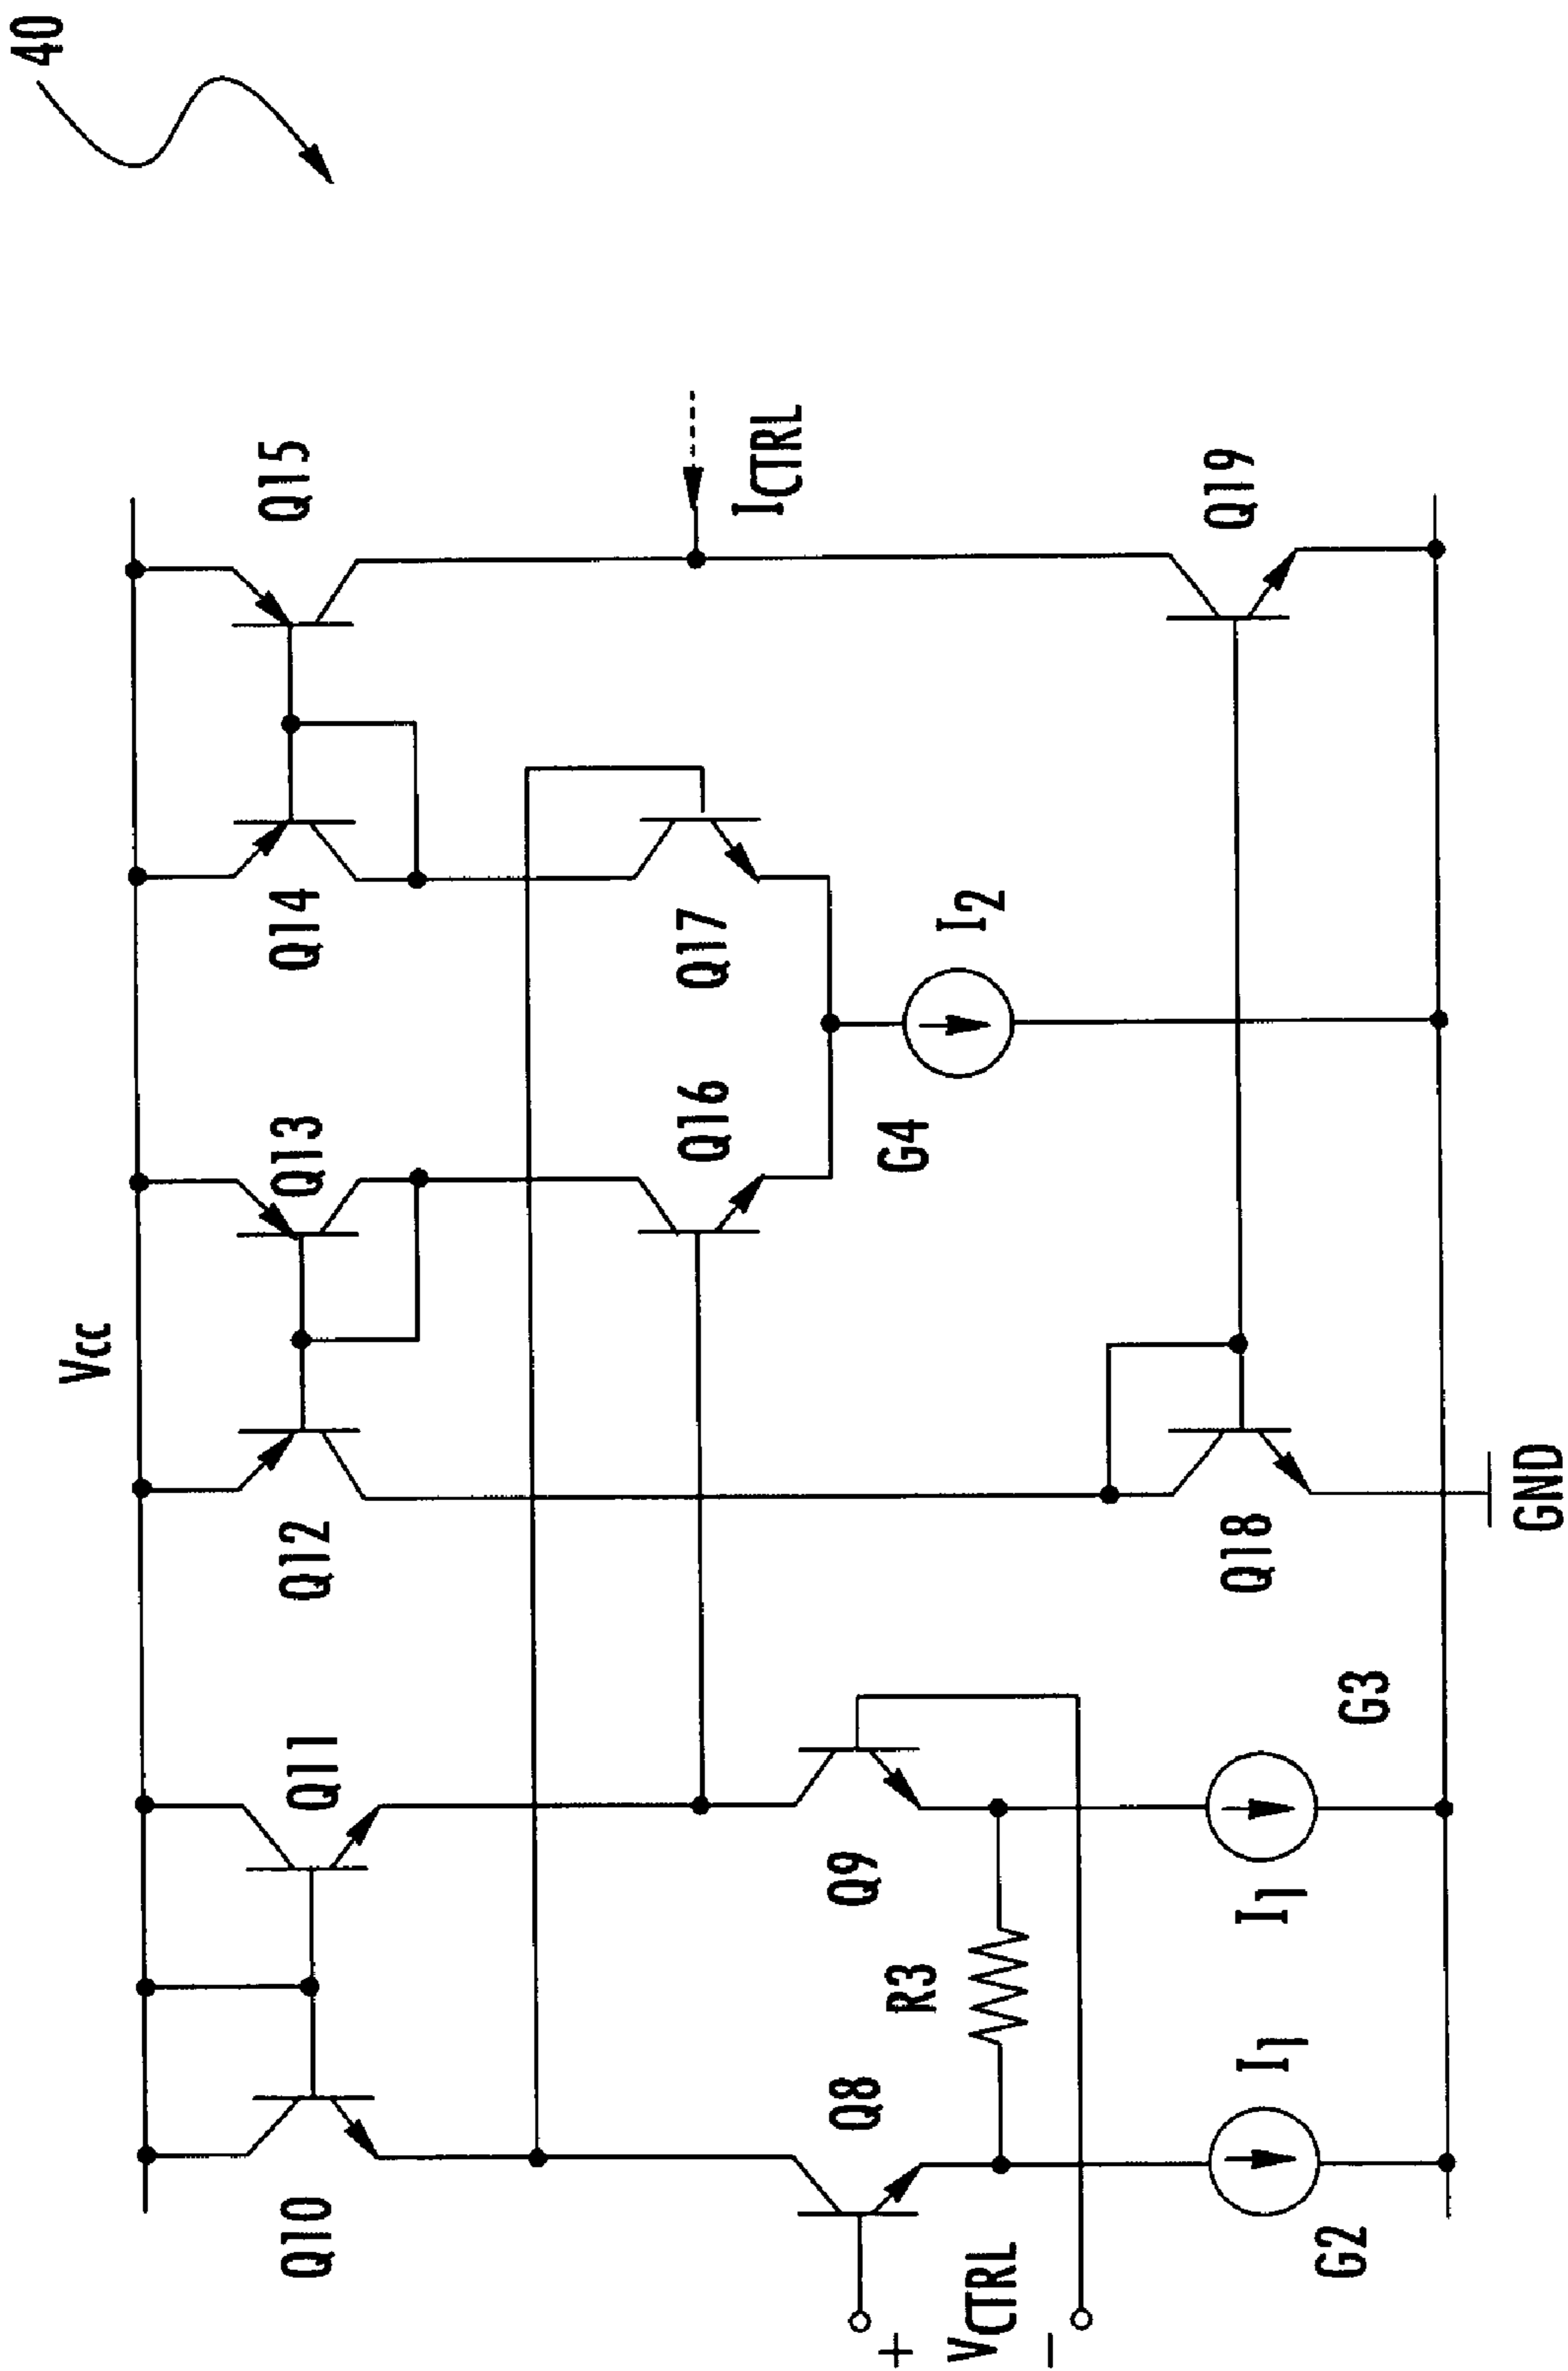 40
Vcc
Q10
Q11
Q12
Q13
Q14
Q15
Q16
Q17
ICTRL
Q8
Q9
R3
G4
I2
+
VCTRL
−
I1
I1
G2
G3
Q18
Q19
GND